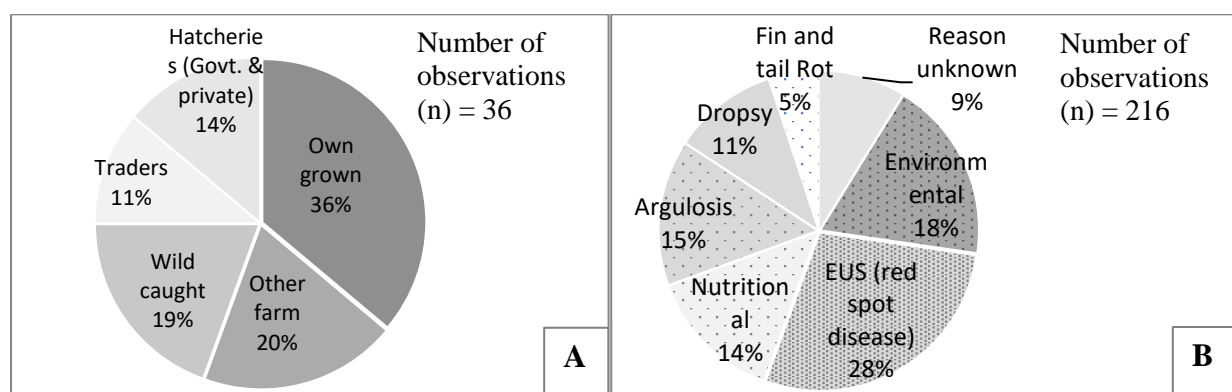 Hatcherie
s (Govt. &
private)
14%
Number of
observations
(n) = 36
Own
grown
36%
Traders
11%
Wild
caught
19%
Other
farm
20%
A
Fin and
tail Rot
5%
Reason
unknown
9%
Number of
observations
(n) = 216
Dropsy
11%
Environm
ental
18%
Argulosis
15%
Nutrition
al
14%
EUS (red
spot
disease)
28%
B